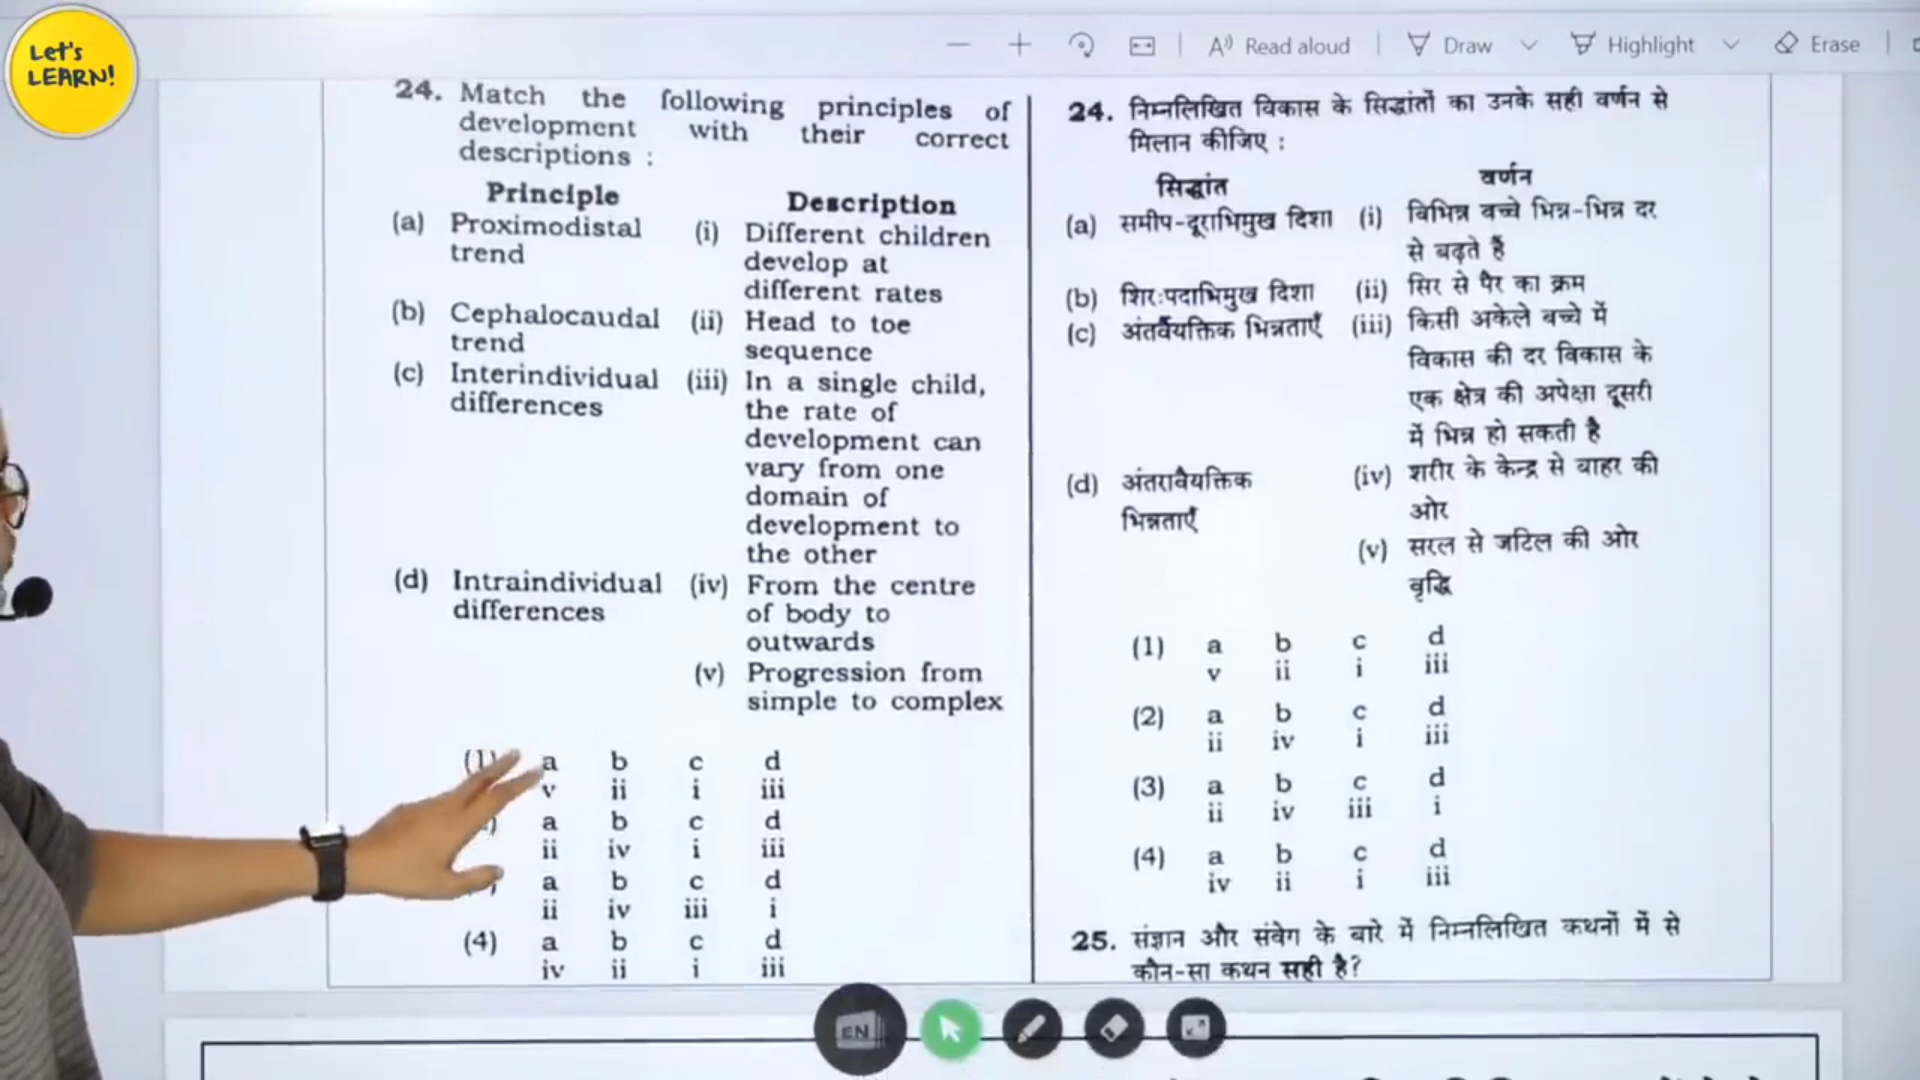 Let's
LEARN!
Read aloud
Draw
Highlight
Erase
24. Match the following principles of
development with their correct
descriptions :
Principle
Description
(a) Proximodistal
trend
(i) Different children
develop at
different rates
(b) Cephalocaudal
trend
(ii) Head to toe
sequence
(c) Interindividual
differences
(iii) In a single child,
the rate of
development can
vary from one
domain of
development to
the other
(d) Intraindividual
differences
(iv) From the centre
of body to
outwards
(v) Progression from
simple to complex
(1) a b c d
v ii i iii
a b c d
ii iv i iii
a b c d
ii iv iii i
(4) a b c d
iv ii i iii
24. निम्नलिखित विकास के सिद्धांतों का उनके सही वर्णन से
मिलान कीजिए :
सिद्धांत
वर्णन
(a) समीप-दूराभिमुख दिशा
(i) विभिन्न बच्चे भिन्न-भिन्न दर
से बढ़ते हैं
(b) शिरःपदाभिमुख दिशा
(ii) सिर से पैर का क्रम
(c) अंतर्वैयक्तिक भिन्नताएँ
(iii) किसी अकेले बच्चे में
विकास की दर विकास के
एक क्षेत्र की अपेक्षा दूसरी
में भिन्न हो सकती है
(d) अंतरावैयक्तिक
भिन्नताएँ
(iv) शरीर के केन्द्र से बाहर की
ओर
(v) सरल से जटिल की ओर
वृद्धि
(1) a b c d
v ii i iii
(2) a b c d
ii iv i iii
(3) a b c d
ii iv iii i
(4) a b c d
iv ii i iii
25. संज्ञान और संवेग के बारे में निम्नलिखित कथनों में से
कौन-सा कथन सही है?
EN